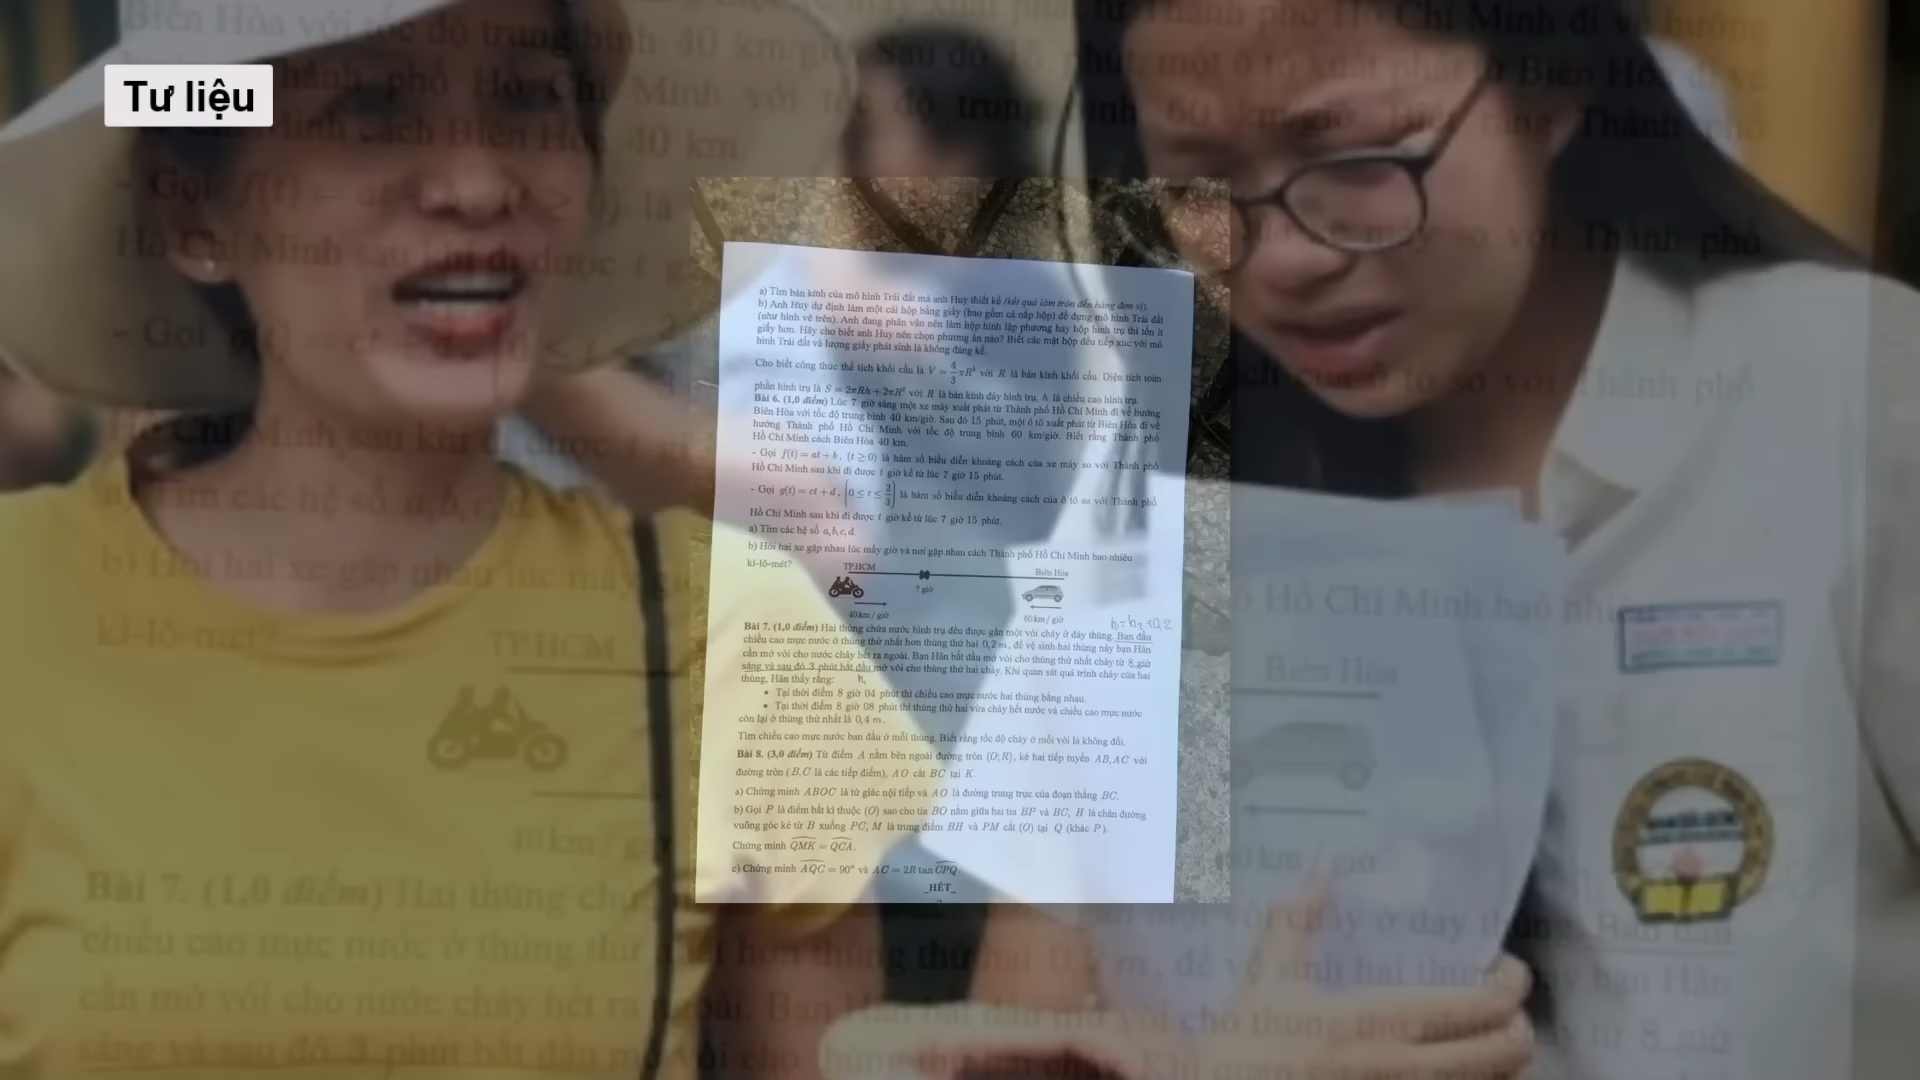 Tư liệu
a) Tìm bán kính của mô hình Trái đất mà anh Huy thiết kế (kết quả làm tròn đến hàng đơn vị).
b) Anh Huy dự định làm một cái hộp bằng giấy (bao gồm cả nắp hộp) để đựng mô hình Trái đất
(như hình vẽ trên). Anh đang phân vân nên làm hộp hình lập phương hay hộp hình trụ thì tốn ít
giấy hơn. Hãy cho biết anh Huy nên chọn phương án nào? Biết các mặt hộp đều tiếp xúc với mô
hình Trái đất và lượng giấy phát sinh là không đáng kể.
Cho biết công thức thể tích khối cầu là V = 4/3 πR³ với R là bán kính khối cầu. Diện tích toàn
phần hình trụ là S = 2πRh + 2πR² với R là bán kính đáy hình trụ, h là chiều cao hình trụ.
Bài 6. (1,0 điểm) Lúc 7 giờ sáng một xe máy xuất phát từ Thành phố Hồ Chí Minh đi về hướng
Biên Hòa với tốc độ trung bình 40 km/giờ. Sau đó 15 phút, một ô tô xuất phát từ Biên Hòa đi về
hướng Thành phố Hồ Chí Minh với tốc độ trung bình 60 km/giờ. Biết rằng Thành phố
Hồ Chí Minh cách Biên Hòa 40 km.
- Gọi f(t) = at + b, (t ≥ 0) là hàm số biểu diễn khoảng cách của xe máy so với Thành phố
Hồ Chí Minh sau khi đi được t giờ kể từ lúc 7 giờ 15 phút.
- Gọi g(t) = ct + d, (0 ≤ t ≤ 2/3) là hàm số biểu diễn khoảng cách của ô tô so với Thành phố
Hồ Chí Minh sau khi đi được t giờ kể từ lúc 7 giờ 15 phút.
a) Tìm các hệ số a, b, c, d.
b) Hỏi hai xe gặp nhau lúc mấy giờ và nơi gặp nhau cách Thành phố Hồ Chí Minh bao nhiêu
ki-lô-mét?
TP.HCM
Biên Hòa
? giờ
40km / giờ
60km / giờ
h₁ = h₂ + 0,2
Bài 7. (1,0 điểm) Hai thùng chứa nước hình trụ đều được gắn một vòi chảy ở đáy thùng. Ban đầu
chiều cao mực nước ở thùng thứ nhất hơn thùng thứ hai 0,2 m, để vệ sinh hai thùng này bạn Hân
cần mở vòi cho nước chảy hết ra ngoài. Bạn Hân bắt đầu mở vòi cho thùng thứ nhất chảy từ 8 giờ
sáng và sau đó 3 phút bắt đầu mở vòi cho thùng thứ hai chảy. Khi quan sát quá trình chảy của hai
thùng, Hân thấy rằng:
• Tại thời điểm 8 giờ 04 phút thì chiều cao mực nước hai thùng bằng nhau.
• Tại thời điểm 8 giờ 08 phút thì thùng thứ hai vừa chảy hết nước và chiều cao mực nước
còn lại ở thùng thứ nhất là 0,4 m.
Tìm chiều cao mực nước ban đầu ở mỗi thùng. Biết rằng tốc độ chảy ở mỗi vòi là không đổi.
Bài 8. (3,0 điểm) Từ điểm A nằm bên ngoài đường tròn (O;R), kẻ hai tiếp tuyến AB, AC với
đường tròn (B,C là các tiếp điểm), AO cắt BC tại K.
a) Chứng minh ABOC là tứ giác nội tiếp và AO là đường trung trực của đoạn thẳng BC.
b) Gọi P là điểm bất kì thuộc (O) sao cho tia BO nằm giữa hai tia BP và BC, H là chân đường
vuông góc kẻ từ B xuống PC, M là trung điểm BH và PM cắt (O) tại Q (khác P).
Chứng minh QMK = QCA.
c) Chứng minh AQC = 90° và AC = 2R tan CPQ.
_HẾT_